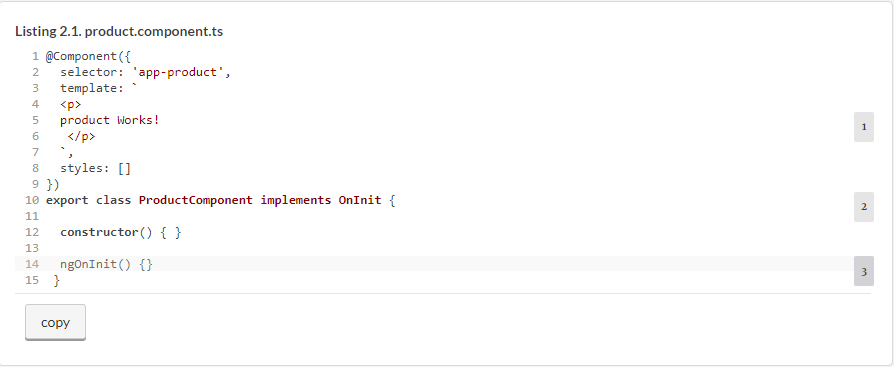 Listing 2.1. product.component.ts
1 @Component({
2   selector: 'app-product',
3   template: `
4   <p>
5   product Works!   1
6    </p>
7   `,
8   styles: []
9 })
10 export class ProductComponent implements OnInit {   2
11
12   constructor() { }
13
14   ngOnInit() {}   3
15  }
copy